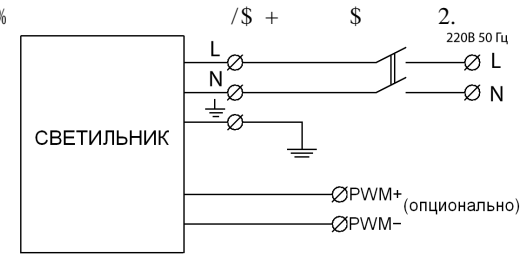 % /$ + $ 2.
220В 50 Гц
L L
N N
СВЕТИЛЬНИК
PWM+ (опционально)
PWM−